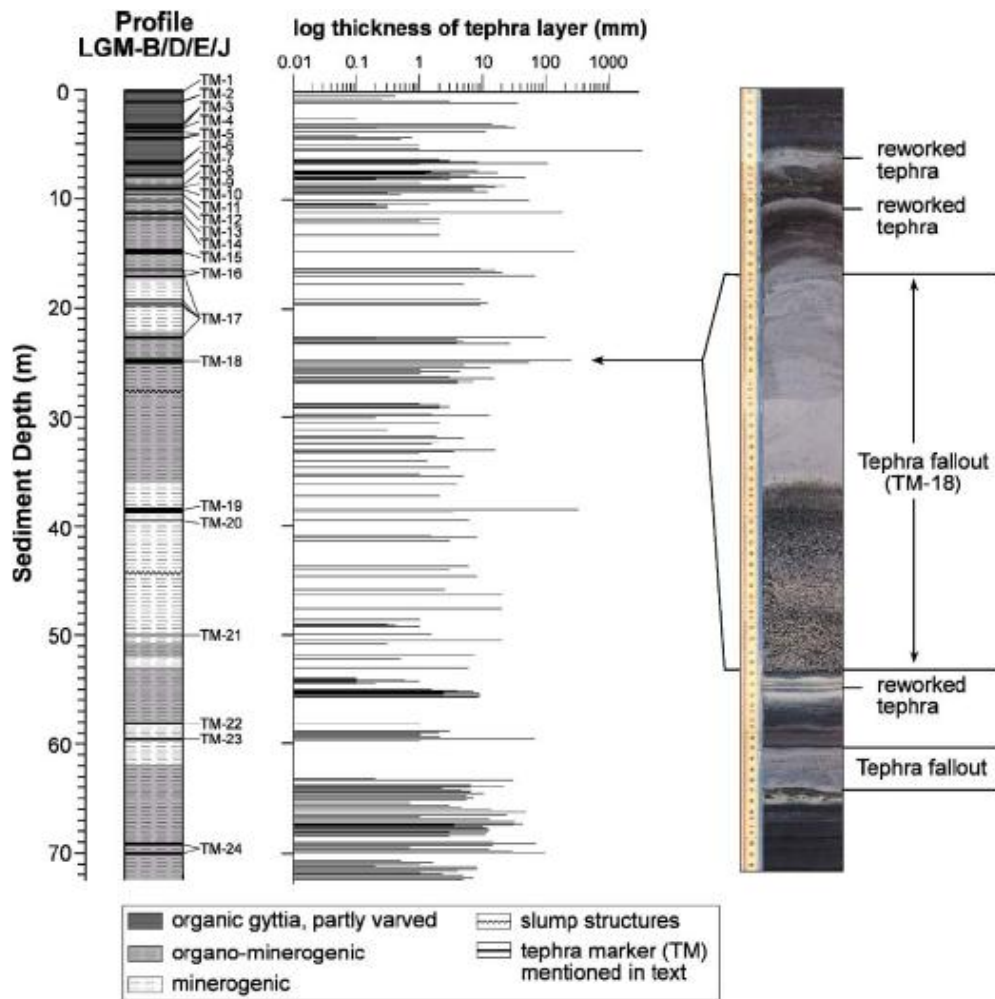 Profile
LGM-B/D/E/J
log thickness of tephra layer (mm)
0.01 0.1 1 10 100 1000
Sediment Depth (m)
0
10
20
30
40
50
60
70
TM-1
TM-2
TM-3
TM-4
TM-5
TM-6
TM-7
TM-8
TM-9
TM-10
TM-11
TM-12
TM-13
TM-14
TM-15
TM-16
TM-17
TM-18
TM-19
TM-20
TM-21
TM-22
TM-23
TM-24
reworked
tephra
reworked
tephra
Tephra fallout
(TM-18)
reworked
tephra
Tephra fallout
organic gyttia, partly varved
organo-minerogenic
minerogenic
slump structures
tephra marker (TM)
mentioned in text